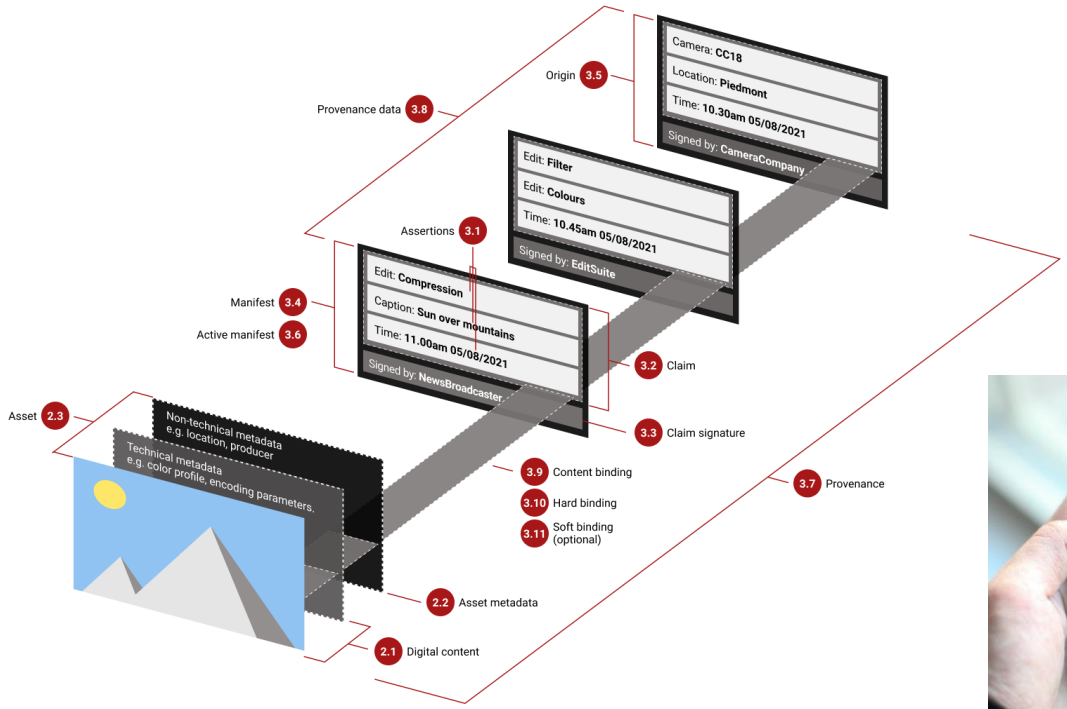 Camera: CC18
Location: Piedmont
Time: 10.30am 05/08/2021
Signed by: CameraCompany
Origin 3.5
Provenance data 3.8
Edit: Filter
Edit: Colours
Time: 10.45am 05/08/2021
Signed by: EditSuite
Assertions 3.1
Edit: Compression
Caption: Sun over mountains
Time: 11.00am 05/08/2021
Signed by: NewsBroadcaster
Manifest 3.4
Active manifest 3.6
3.2 Claim
3.3 Claim signature
Asset 2.3
Non-technical metadata
e.g. location, producer
Technical metadata
e.g. color profile, encoding parameters.
3.9 Content binding
3.10 Hard binding
3.11 Soft binding
(optional)
3.7 Provenance
2.2 Asset metadata
2.1 Digital content